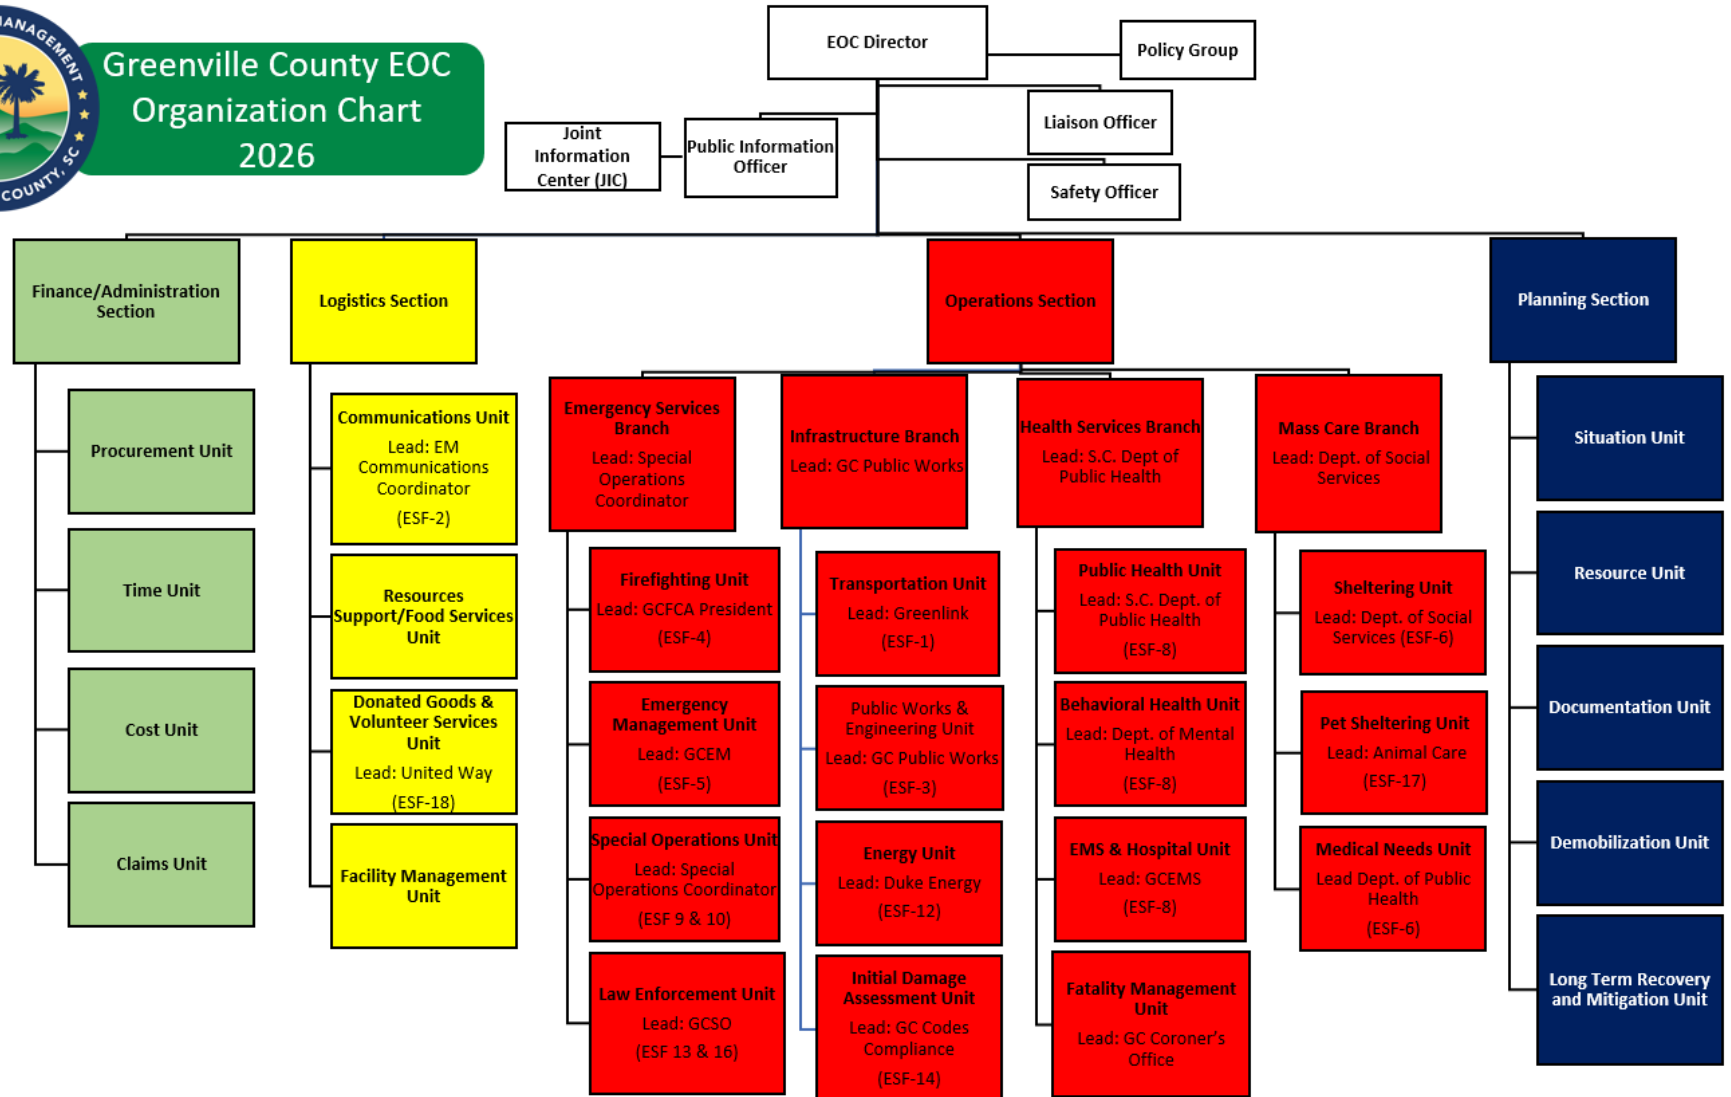 MANAGEMENT
COUNTY, SC
Greenville County EOC
Organization Chart
2026
EOC Director
Policy Group
Liaison Officer
Safety Officer
Public Information
Officer
Joint
Information
Center (JIC)
Finance/Administration
Section
Procurement Unit
Time Unit
Cost Unit
Claims Unit
Logistics Section
Communications Unit
Lead: EM
Communications
Coordinator
(ESF-2)
Resources
Support/Food Services
Unit
Donated Goods &
Volunteer Services
Unit
Lead: United Way
(ESF-18)
Facility Management
Unit
Operations Section
Emergency Services
Branch
Lead: Special
Operations
Coordinator
Firefighting Unit
Lead: GCFCA President
(ESF-4)
Emergency
Management Unit
Lead: GCEM
(ESF-5)
Special Operations Unit
Lead: Special
Operations Coordinator
(ESF 9 & 10)
Law Enforcement Unit
Lead: GCSO
(ESF 13 & 16)
Infrastructure Branch
Lead: GC Public Works
Transportation Unit
Lead: Greenlink
(ESF-1)
Public Works &
Engineering Unit
Lead: GC Public Works
(ESF-3)
Energy Unit
Lead: Duke Energy
(ESF-12)
Initial Damage
Assessment Unit
Lead: GC Codes
Compliance
(ESF-14)
Health Services Branch
Lead: S.C. Dept of
Public Health
Public Health Unit
Lead: S.C. Dept. of
Public Health
(ESF-8)
Behavioral Health Unit
Lead: Dept. of Mental
Health
(ESF-8)
EMS & Hospital Unit
Lead: GCEMS
(ESF-8)
Fatality Management
Unit
Lead: GC Coroner's
Office
Mass Care Branch
Lead: Dept. of Social
Services
Sheltering Unit
Lead: Dept. of Social
Services (ESF-6)
Pet Sheltering Unit
Lead: Animal Care
(ESF-17)
Medical Needs Unit
Lead Dept. of Public
Health
(ESF-6)
Planning Section
Situation Unit
Resource Unit
Documentation Unit
Demobilization Unit
Long Term Recovery
and Mitigation Unit